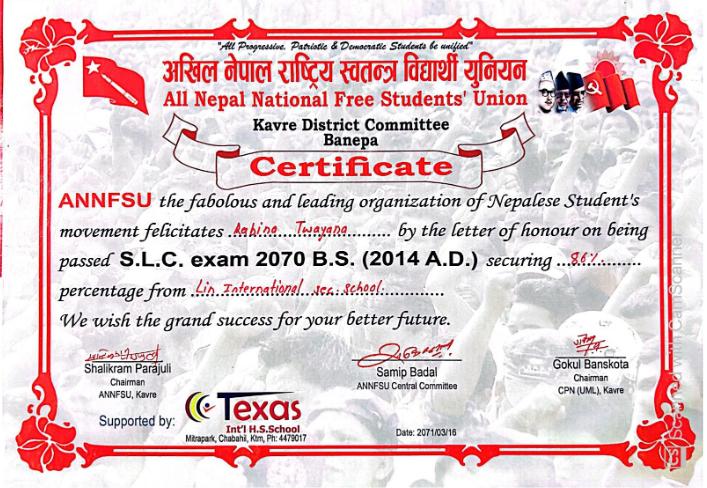 "All Progressive, Patriotic & Democratic Students be unified"
अखिल नेपाल राष्ट्रिय स्वतन्त्र विद्यार्थी युनियन
All Nepal National Free Students' Union
Kavre District Committee
Banepa
Certificate
ANNFSU the fabolous and leading organization of Nepalese Student's
movement felicitates Rabina Twayana by the letter of honour on being
passed S.L.C. exam 2070 B.S. (2014 A.D.) securing 86%
percentage from Lin International sec. school
We wish the grand success for your better future.
Shalikram Parajuli
Chairman
ANNFSU, Kavre
Samip Badal
ANNFSU Central Committee
Gokul Banskota
Chairman
CPN (UML), Kavre
Supported by:
Texas
Int'l H.S.School
Mitrapark, Chabahil, Ktm, Ph: 4479017
Date: 2071/03/16
Scanned with CamScanner